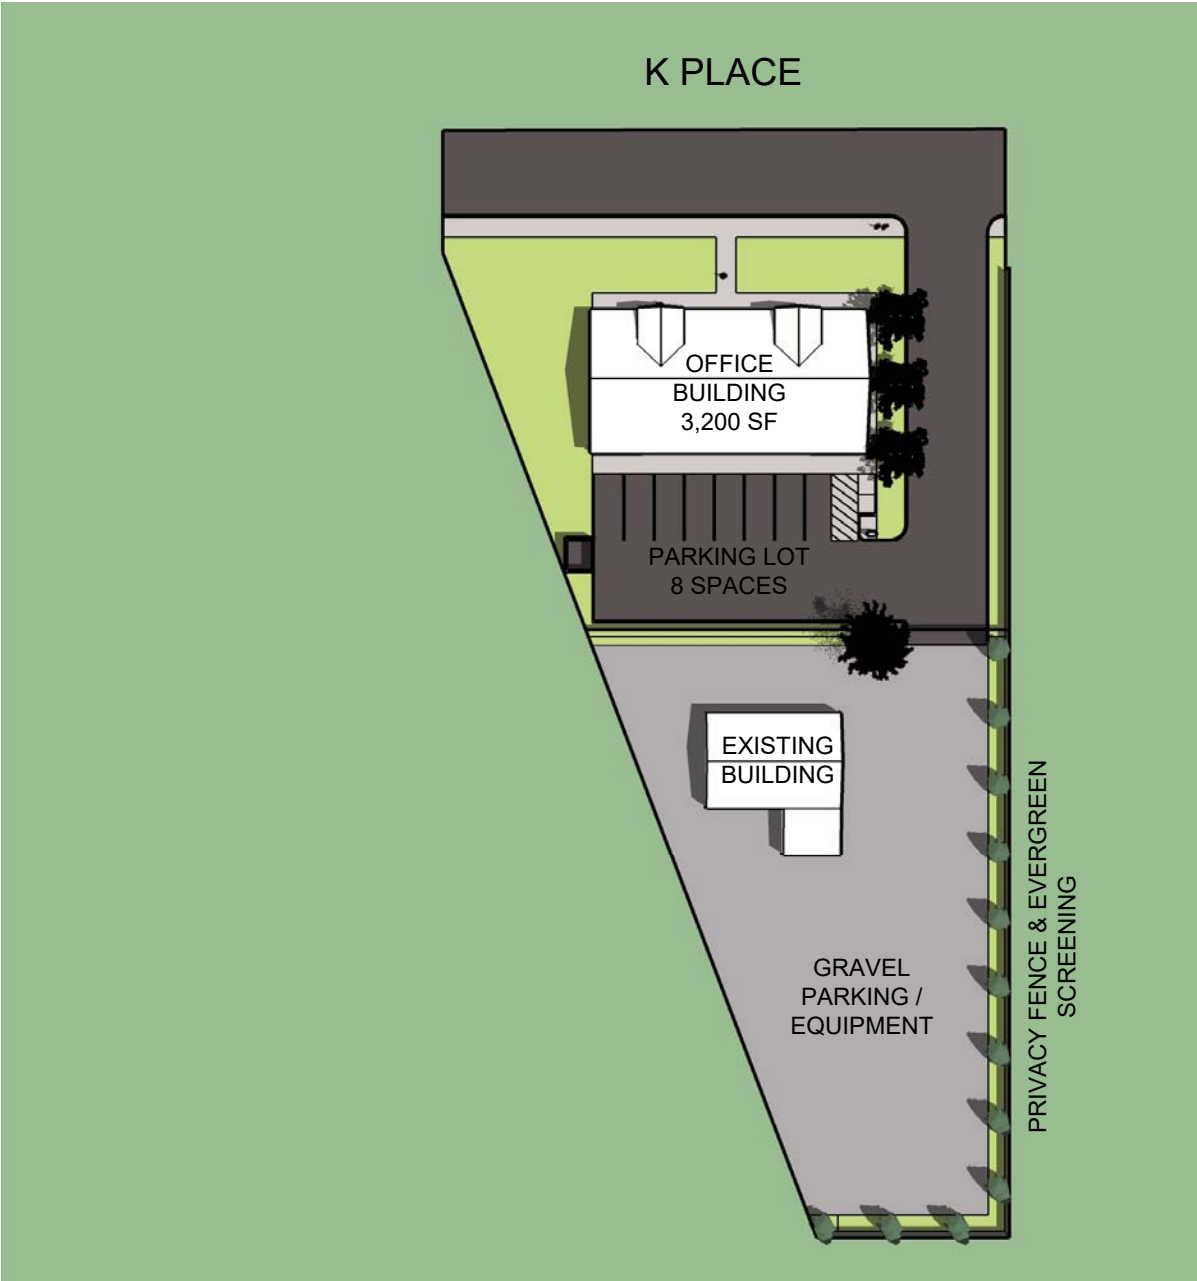 K PLACE
OFFICE
BUILDING
3,200 SF
PARKING LOT
8 SPACES
EXISTING
BUILDING
GRAVEL
PARKING /
EQUIPMENT
PRIVACY FENCE & EVERGREEN
SCREENING